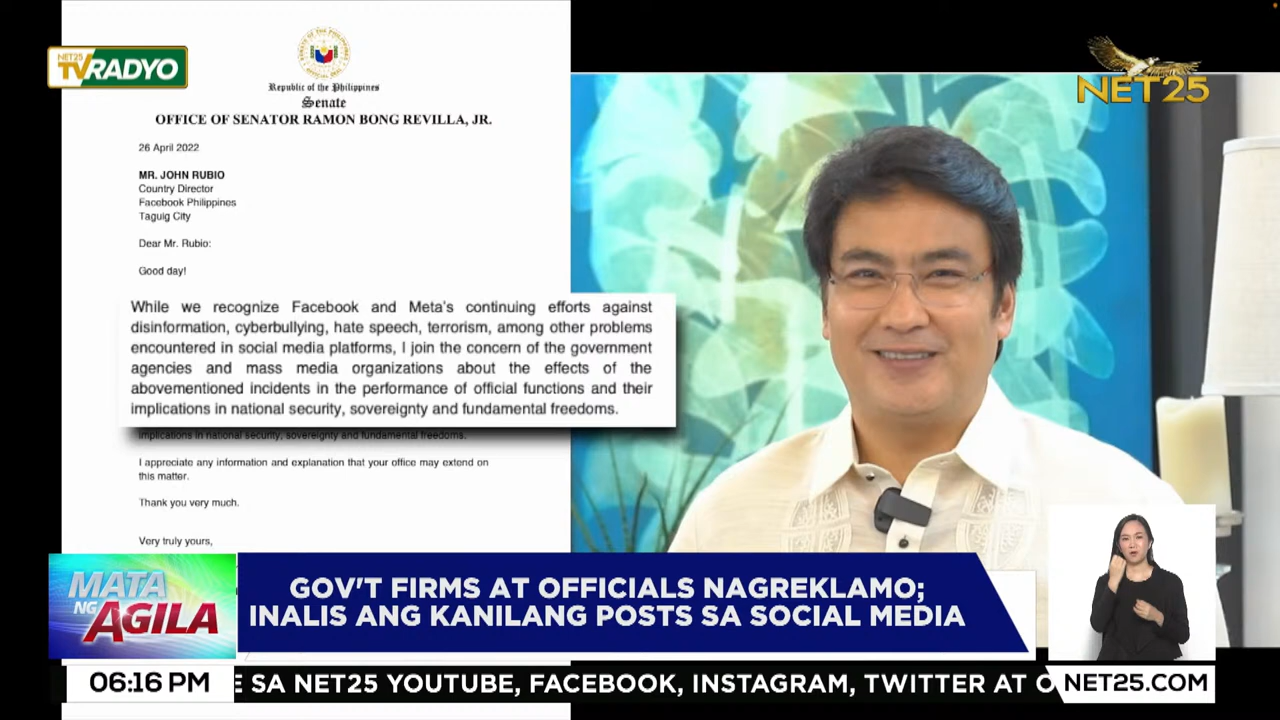 NET25
TVRADYO
Republic of the Philippines
Senate
OFFICE OF SENATOR RAMON BONG REVILLA, JR.
26 April 2022
MR. JOHN RUBIO
Country Director
Facebook Philippines
Taguig City
Dear Mr. Rubio:
Good day!
While we recognize Facebook and Meta's continuing efforts against
disinformation, cyberbullying, hate speech, terrorism, among other problems
encountered in social media platforms, I join the concern of the government
agencies and mass media organizations about the effects of the
abovementioned incidents in the performance of official functions and their
implications in national security, sovereignty and fundamental freedoms.
implications in national security, sovereignty and fundamental freedoms.
I appreciate any information and explanation that your office may extend on
this matter.
Thank you very much.
Very truly yours,
NET25
MATA
NG
AGILA
GOV'T FIRMS AT OFFICIALS NAGREKLAMO;
INALIS ANG KANILANG POSTS SA SOCIAL MEDIA
06:16 PM
E SA NET25 YOUTUBE, FACEBOOK, INSTAGRAM, TWITTER AT O
NET25.COM